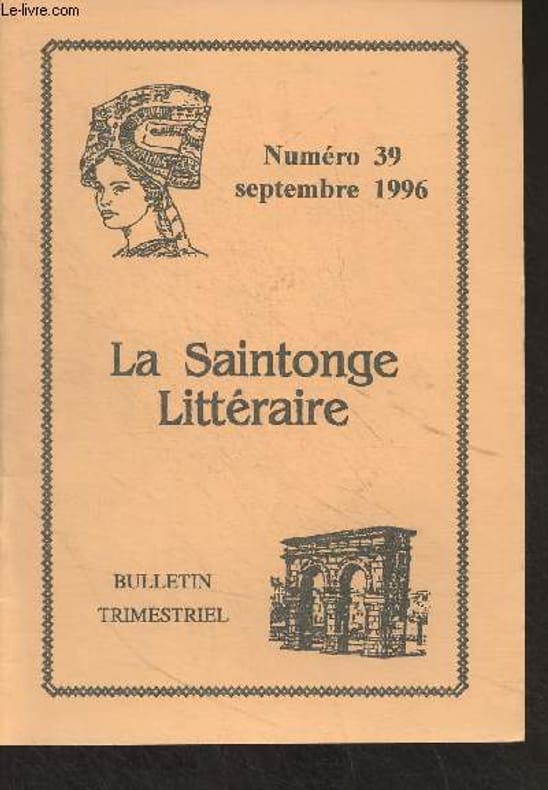 Le-livre.com
Numéro 39
septembre 1996
La Saintonge
Littéraire
BULLETIN
TRIMESTRIEL